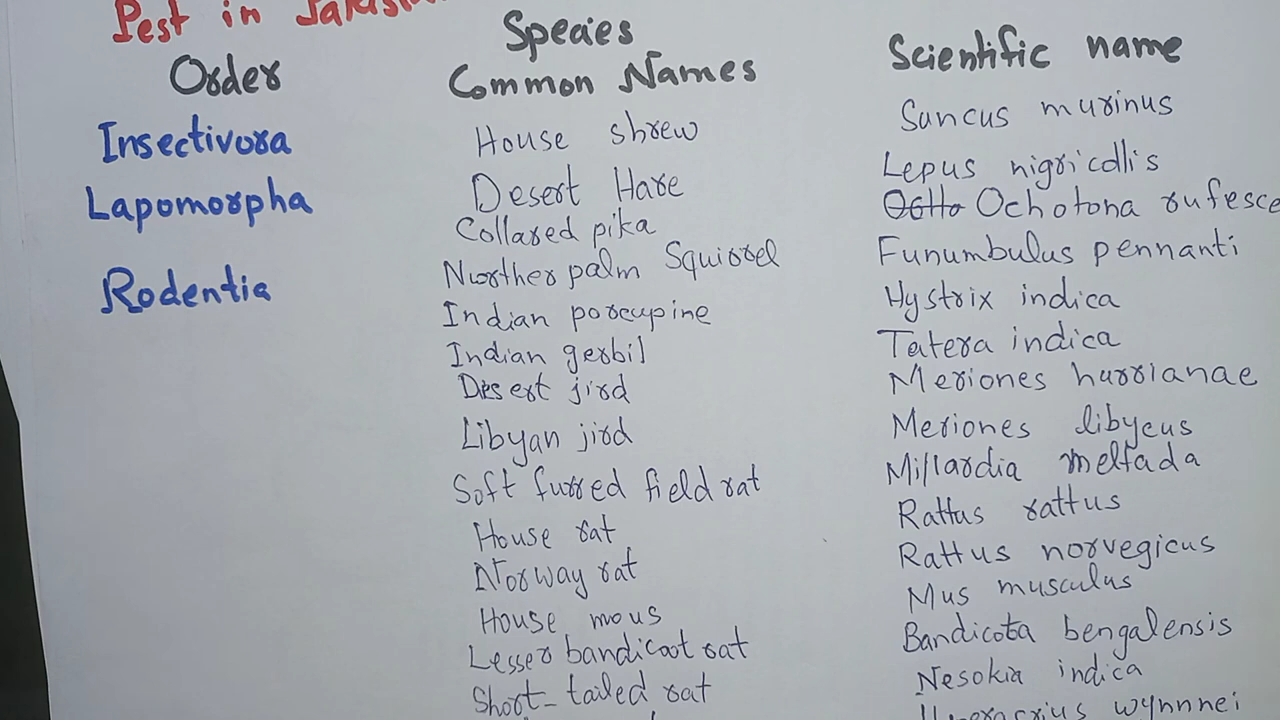 Pest in
Species
Order Common Names Scientific name
Insectivora House shrew Suncus murinus
Lapomorpha Desert Hare Lepus nigricollis
Collared pika Ochotona rufesce
Rodentia Norther palm Squirrel Funumbulus pennanti
Indian porcupine Hystrix indica
Indian gerbil Tatera indica
Desert jird Meriones hurrianae
Libyan jird Meriones libycus
Soft furred field rat Millardia meltada
House rat Rattus rattus
Norway rat Rattus norvegicus
House mous Mus musculus
Lesser bandicoot rat Bandicota bengalensis
Short-tailed rat Nesokia indica
wynnnei